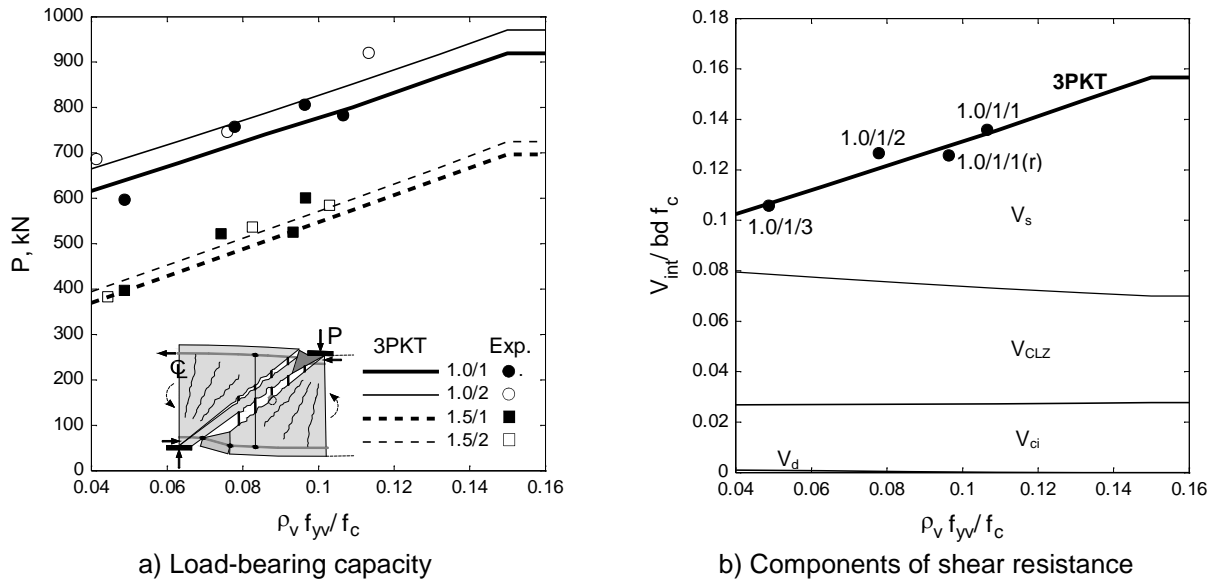 1000
900
800
700
600
500
400
300
200
100
0
P, kN
0.04
0.06
0.08
0.1
0.12
0.14
0.16
ρv fyv/ fc
P
CL
3PKT
Exp.
1.0/1
.
1.0/2
1.5/1
1.5/2
a) Load-bearing capacity
0.18
0.16
0.14
0.12
0.1
0.08
0.06
0.04
0.02
0
Vint/ bd fc
3PKT
1.0/1/1
1.0/1/2
1.0/1/1(r)
1.0/1/3
Vs
VCLZ
Vci
Vd
0.04
0.06
0.08
0.1
0.12
0.14
0.16
ρv fyv/ fc
b) Components of shear resistance